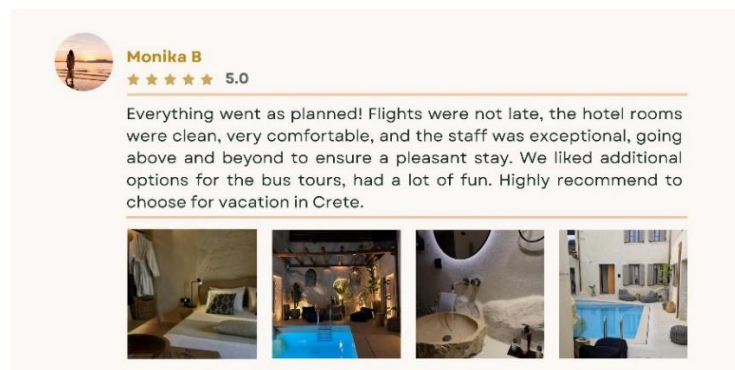 Monika B
5.0
Everything went as planned! Flights were not late, the hotel rooms
were clean, very comfortable, and the staff was exceptional, going
above and beyond to ensure a pleasant stay. We liked additional
options for the bus tours, had a lot of fun. Highly recommend to
choose for vacation in Crete.